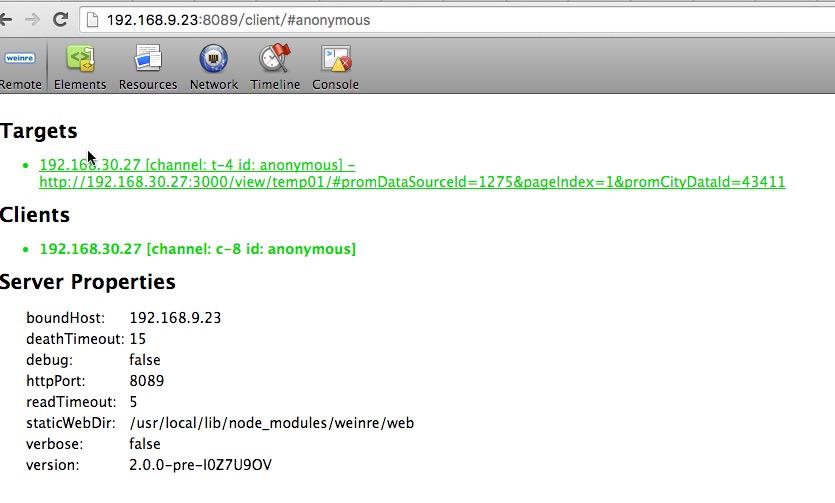 192.168.9.23:8089/client/#anonymous
weinre
Remote Elements Resources Network Timeline Console
Targets
• 192.168.30.27 [channel: t-4 id: anonymous] –
http://192.168.30.27:3000/view/temp01/#promDataSourceId=1275&pageIndex=1&promCityDataId=43411
Clients
• 192.168.30.27 [channel: c-8 id: anonymous]
Server Properties
boundHost: 192.168.9.23
deathTimeout: 15
debug: false
httpPort: 8089
readTimeout: 5
staticWebDir: /usr/local/lib/node_modules/weinre/web
verbose: false
version: 2.0.0-pre-I0Z7U9OV